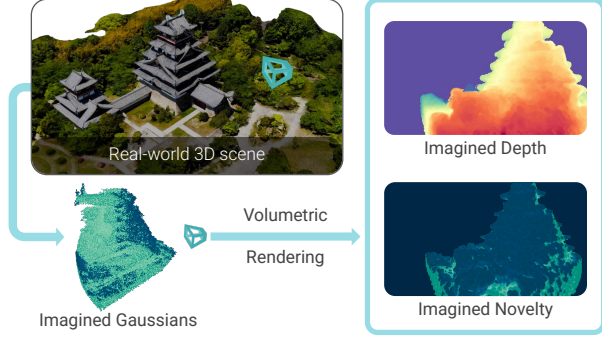 Real-world 3D scene
Imagined Depth
Volumetric
Rendering
Imagined Gaussians
Imagined Novelty